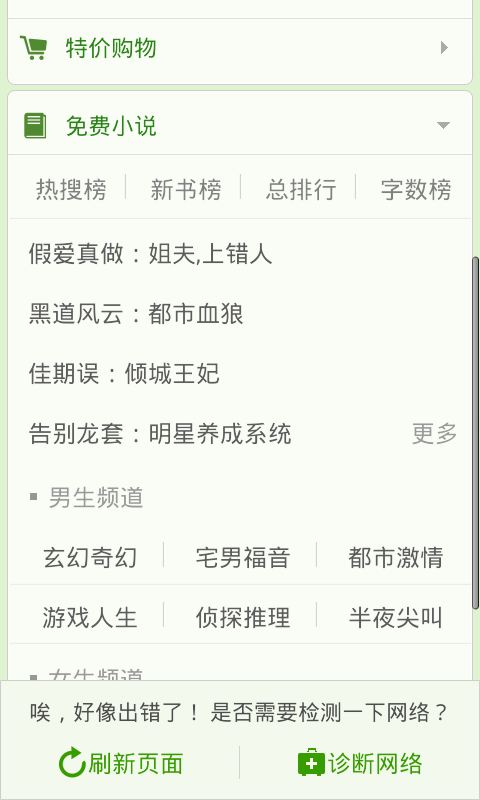 特价购物
免费小说
热搜榜 新书榜 总排行 字数榜
假爱真做：姐夫,上错人
黑道风云：都市血狼
佳期误：倾城王妃
告别龙套：明星养成系统 更多
男生频道
玄幻奇幻 宅男福音 都市激情
游戏人生 侦探推理 半夜尖叫
女生频道
唉，好像出错了！是否需要检测一下网络？
刷新页面 诊断网络